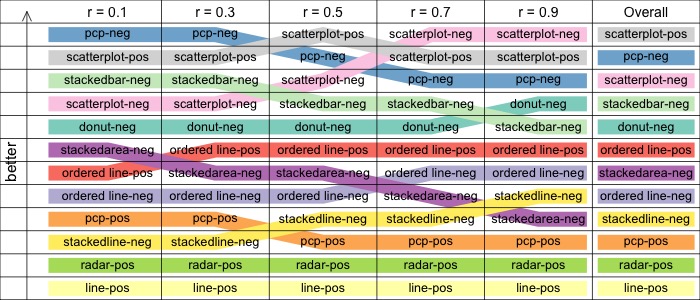 r = 0.1 r = 0.3 r = 0.5 r = 0.7 r = 0.9 Overall
pcp-neg pcp-neg scatterplot-pos scatterplot-neg scatterplot-neg scatterplot-pos
scatterplot-pos scatterplot-pos pcp-neg scatterplot-pos scatterplot-pos pcp-neg
stackedbar-neg stackedbar-neg scatterplot-neg pcp-neg pcp-neg scatterplot-neg
scatterplot-neg scatterplot-neg stackedbar-neg stackedbar-neg donut-neg stackedbar-neg
donut-neg donut-neg donut-neg donut-neg stackedbar-neg donut-neg
stackedarea-neg ordered line-pos ordered line-pos ordered line-pos ordered line-pos ordered line-pos
ordered line-pos stackedarea-neg stackedarea-neg ordered line-neg ordered line-neg stackedarea-neg
ordered line-neg ordered line-neg ordered line-neg stackedarea-neg stackedline-neg ordered line-neg
pcp-pos pcp-pos stackedline-neg stackedline-neg stackedarea-neg stackedline-neg
stackedline-neg stackedline-neg pcp-pos pcp-pos pcp-pos pcp-pos
radar-pos radar-pos radar-pos radar-pos radar-pos radar-pos
line-pos line-pos line-pos line-pos line-pos line-pos
better